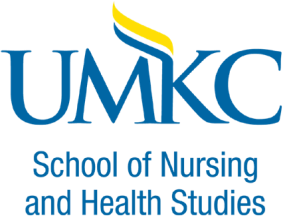 UMKC
School of Nursing
and Health Studies